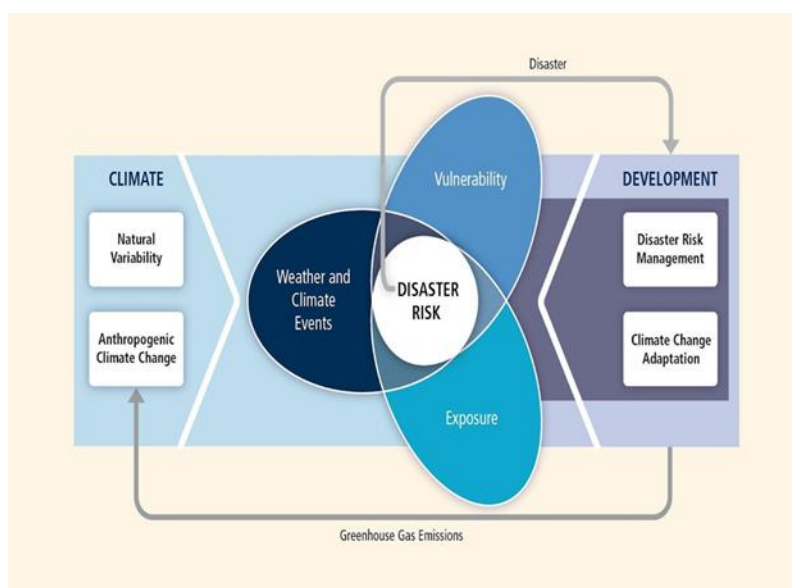 Disaster
CLIMATE
Natural
Variability
Anthropogenic
Climate Change
Vulnerability
Weather and
Climate
Events
DISASTER
RISK
Exposure
DEVELOPMENT
Disaster Risk
Management
Climate Change
Adaptation
Greenhouse Gas Emissions